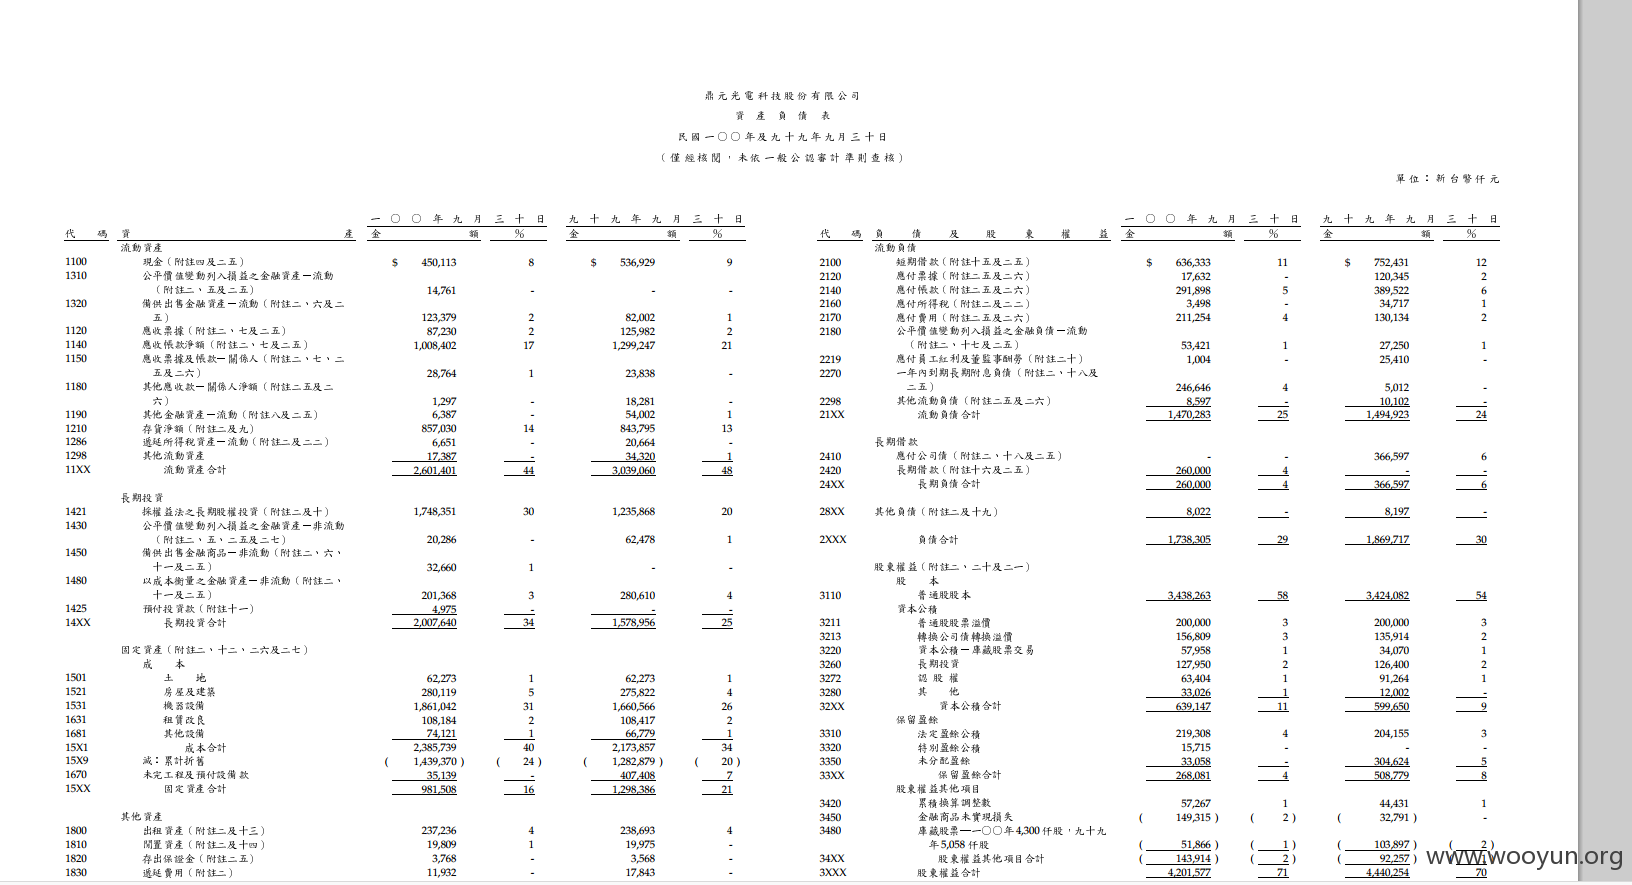 鼎元光電科技股份有限公司
資產負債表
民國一〇〇年及九十九年九月三十日
(僅經核閱,未依一般公認審計準則查核)
單位:新台幣仟元
一〇〇年九月三十日 九十九年九月三十日
代碼 資產 金額 % 金額 %
流動資產
1100 現金(附註四及二五) $ 450,113 8 $ 536,929 9
1310 公平價值變動列入損益之金融資產-流動
(附註二、五及二五) 14,761 - - -
1320 備供出售金融資產-流動(附註二、六及二
五) 123,379 2 82,002 1
1120 應收票據(附註二、七及二五) 87,230 2 125,982 2
1140 應收帳款淨額(附註二、七及二五) 1,008,402 17 1,299,247 21
1150 應收票據及帳款-關係人(附註二、七、二
五及二六) 28,764 1 23,838 -
1180 其他應收款-關係人淨額(附註二五及二
六) 1,297 - 18,281 -
1190 其他金融資產-流動(附註八及二五) 6,387 - 54,002 1
1210 存貨淨額(附註二及九) 857,030 14 843,795 13
1286 遞延所得稅資產-流動(附註二及二二) 6,651 - 20,664 -
1298 其他流動資產 17,387 - 34,320 1
11XX 流動資產合計 2,601,401 44 3,039,060 48
長期投資
1421 採權益法之長期股權投資(附註二及十) 1,748,351 30 1,235,868 20
1430 公平價值變動列入損益之金融資產-非流動
(附註二、五、二五及二七) 20,286 - 62,478 1
1450 備供出售金融商品-非流動(附註二、六、
十一及二五) 32,660 1 - -
1480 以成本衡量之金融資產-非流動(附註二、
十一及二五) 201,368 3 280,610 4
1425 預付投資款(附註十一) 4,975 - - -
14XX 長期投資合計 2,007,640 34 1,578,956 25
固定資產(附註二、十二、二六及二七)
成本
1501 土地 62,273 1 62,273 1
1521 房屋及建築 280,119 5 275,822 4
1531 機器設備 1,861,042 31 1,660,566 26
1631 租賃改良 108,184 2 108,417 2
1681 其他設備 74,121 1 66,779 1
15X1 成本合計 2,385,739 40 2,173,857 34
15X9 減:累計折舊 ( 1,439,370 ) ( 24 ) ( 1,282,879 ) ( 20 )
1670 未完工程及預付設備款 35,139 - 407,408 7
15XX 固定資產合計 981,508 16 1,298,386 21
其他資產
1800 出租資產(附註二及十三) 237,236 4 238,693 4
1810 閒置資產(附註二及十四) 19,809 1 19,975 -
1820 存出保證金(附註二五) 3,768 - 3,568 -
1830 遞延費用(附註二) 11,932 - 17,843 -
一〇〇年九月三十日 九十九年九月三十日
代碼 負債及股東權益 金額 % 金額 %
流動負債
2100 短期借款(附註十五及二五) $ 636,333 11 $ 752,431 12
2120 應付票據(附註二五及二六) 17,632 - 120,345 2
2140 應付帳款(附註二五及二六) 291,898 5 389,522 6
2160 應付所得稅(附註二及二二) 3,498 - 34,717 1
2170 應付費用(附註二五及二六) 211,254 4 130,134 2
2180 公平價值變動列入損益之金融負債-流動
(附註二、十七及二五) 53,421 1 27,250 1
2219 應付員工紅利及董監事酬勞(附註二十) 1,004 - 25,410 -
2270 一年內到期長期附息負債(附註二、十八及
二五) 246,646 4 5,012 -
2298 其他流動負債(附註二五及二六) 8,597 - 10,102 -
21XX 流動負債合計 1,470,283 25 1,494,923 24
長期借款
2410 應付公司債(附註二、十八及二五) - - 366,597 6
2420 長期借款(附註十六及二五) 260,000 4 - -
24XX 長期負債合計 260,000 4 366,597 6
28XX 其他負債(附註二及十九) 8,022 - 8,197 -
2XXX 負債合計 1,738,305 29 1,869,717 30
股東權益(附註二、二十及二一)
股本
3110 普通股股本 3,438,263 58 3,424,082 54
資本公積
3211 普通股股票溢價 200,000 3 200,000 3
3213 轉換公司債轉換溢價 156,809 3 135,914 2
3220 資本公積-庫藏股票交易 57,958 1 34,070 1
3260 長期投資 127,950 2 126,400 2
3272 認股權 63,404 1 91,264 1
3280 其他 33,026 1 12,002 -
32XX 資本公積合計 639,147 11 599,650 9
保留盈餘
3310 法定盈餘公積 219,308 4 204,155 3
3320 特別盈餘公積 15,715 - - -
3350 未分配盈餘 33,058 - 304,624 5
33XX 保留盈餘合計 268,081 4 508,779 8
股東權益其他項目
3420 累積換算調整數 57,267 1 44,431 1
3450 金融商品未實現損失 ( 149,315 ) ( 2 ) ( 32,791 ) -
3480 庫藏股票-一〇〇年4,300仟股,九十九
年5,058仟股 ( 51,866 ) ( 1 ) ( 103,897 ) ( 2 )
34XX 股東權益其他項目合計 ( 143,914 ) ( 2 ) ( 92,257 ) ( 1 )
3XXX 股東權益合計 4,201,577 71 4,440,254 70
www.wooyun.org